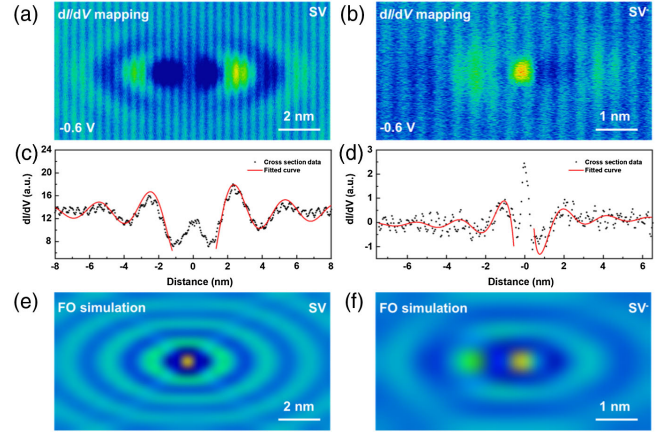 (a) dI/dV mapping SV
-0.6 V 2 nm
(b) dI/dV mapping SV-
-0.6 V 1 nm
(c) dI/dV (a.u.)
24
20
16
12
8
Cross section data
Fitted curve
-8 -6 -4 -2 -0 2 4 6 8
Distance (nm)
(d) dI/dV (a.u.)
3
2
1
0
-1
Cross section data
Fitted curve
-6 -4 -2 -0 2 4 6
Distance (nm)
(e) FO simulation SV
2 nm
(f) FO simulation SV-
1 nm